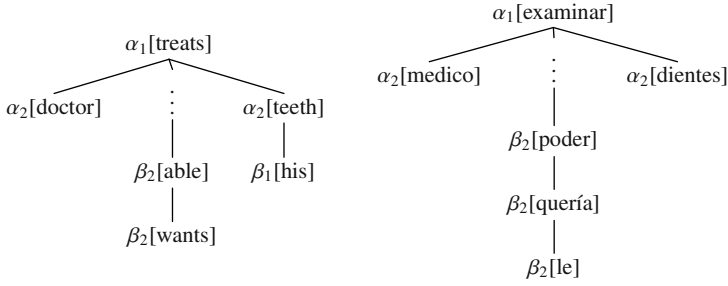 α₁[treats]
α₂[doctor] ⋮ α₂[teeth]
β₂[able] β₁[his]
β₂[wants]
α₁[examinar]
α₂[medico] ⋮ α₂[dientes]
β₂[poder]
β₂[quería]
β₂[le]